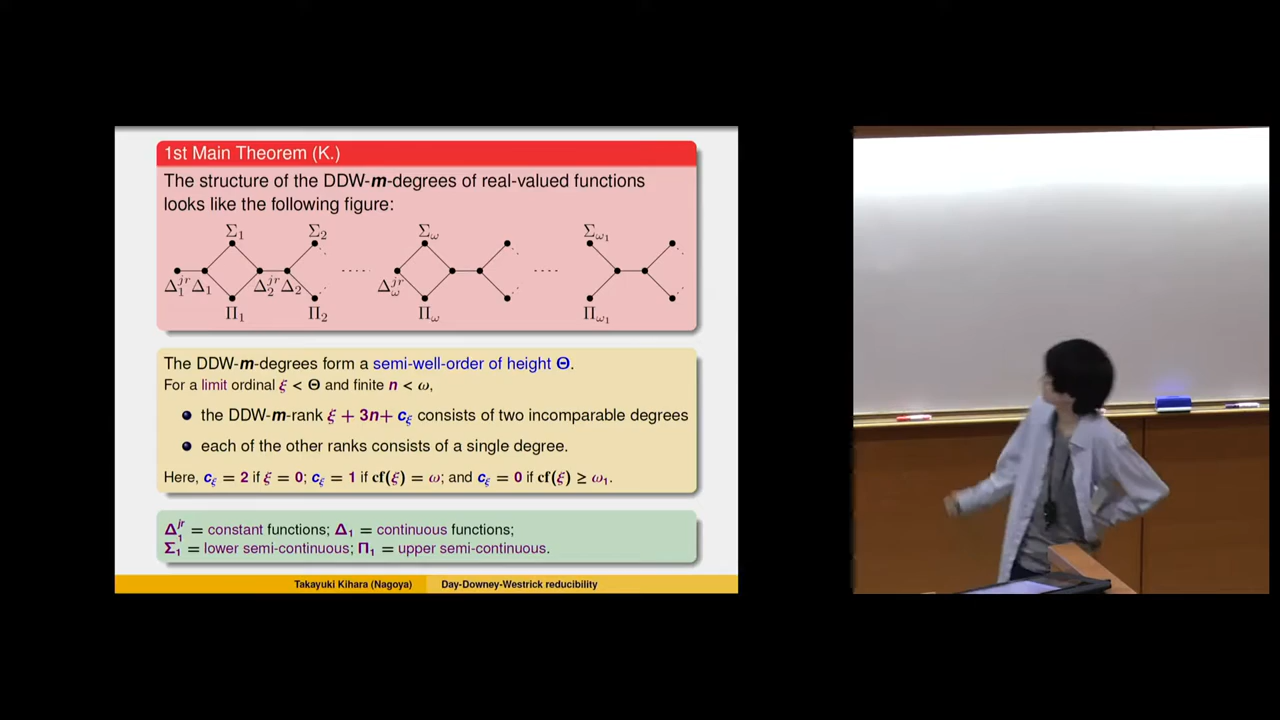 1st Main Theorem (K.)
The structure of the DDW-m-degrees of real-valued functions
looks like the following figure:
Σ₁ Σ₂ Σ_ω Σ_ω₁
Δ₁^jr Δ₁ Δ₂^jr Δ₂ ····· Δ_ω^jr ·····
Π₁ Π₂ Π_ω Π_ω₁
The DDW-m-degrees form a semi-well-order of height Θ.
For a limit ordinal ξ < Θ and finite n < ω,
the DDW-m-rank ξ + 3n + c_ξ consists of two incomparable degrees
each of the other ranks consists of a single degree.
Here, c_ξ = 2 if ξ = 0; c_ξ = 1 if cf(ξ) = ω; and c_ξ = 0 if cf(ξ) ≥ ω₁.
Δ₁^jr = constant functions; Δ₁ = continuous functions;
Σ₁ = lower semi-continuous; Π₁ = upper semi-continuous.
Takayuki Kihara (Nagoya) Day-Downey-Westrick reducibility